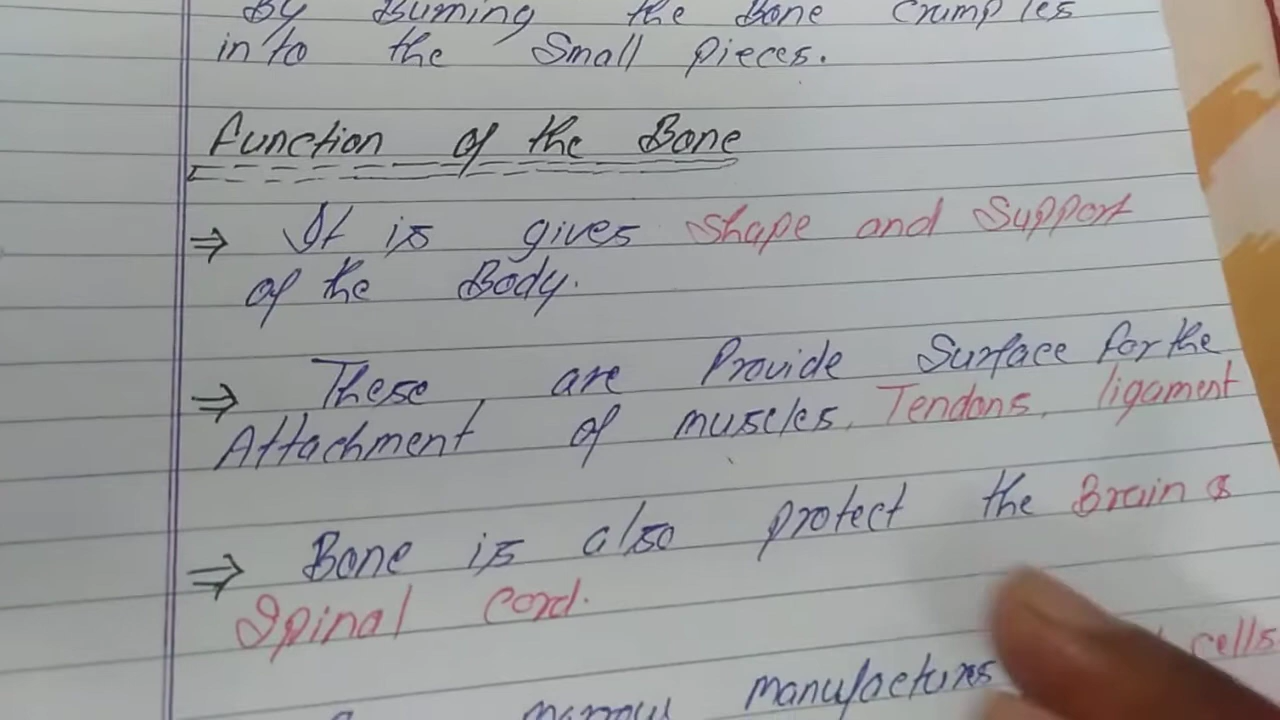 By Burning the Bone Crumples
in to the Small Pieces.
Function of the Bone
⇒ It is gives Shape and Support
of the Body.
⇒ These are Provide Surface for the
Attachment of muscles, Tendons, ligament
⇒ Bone is also protect the Brain &
Spinal Cord.
marrow manufacturs cells